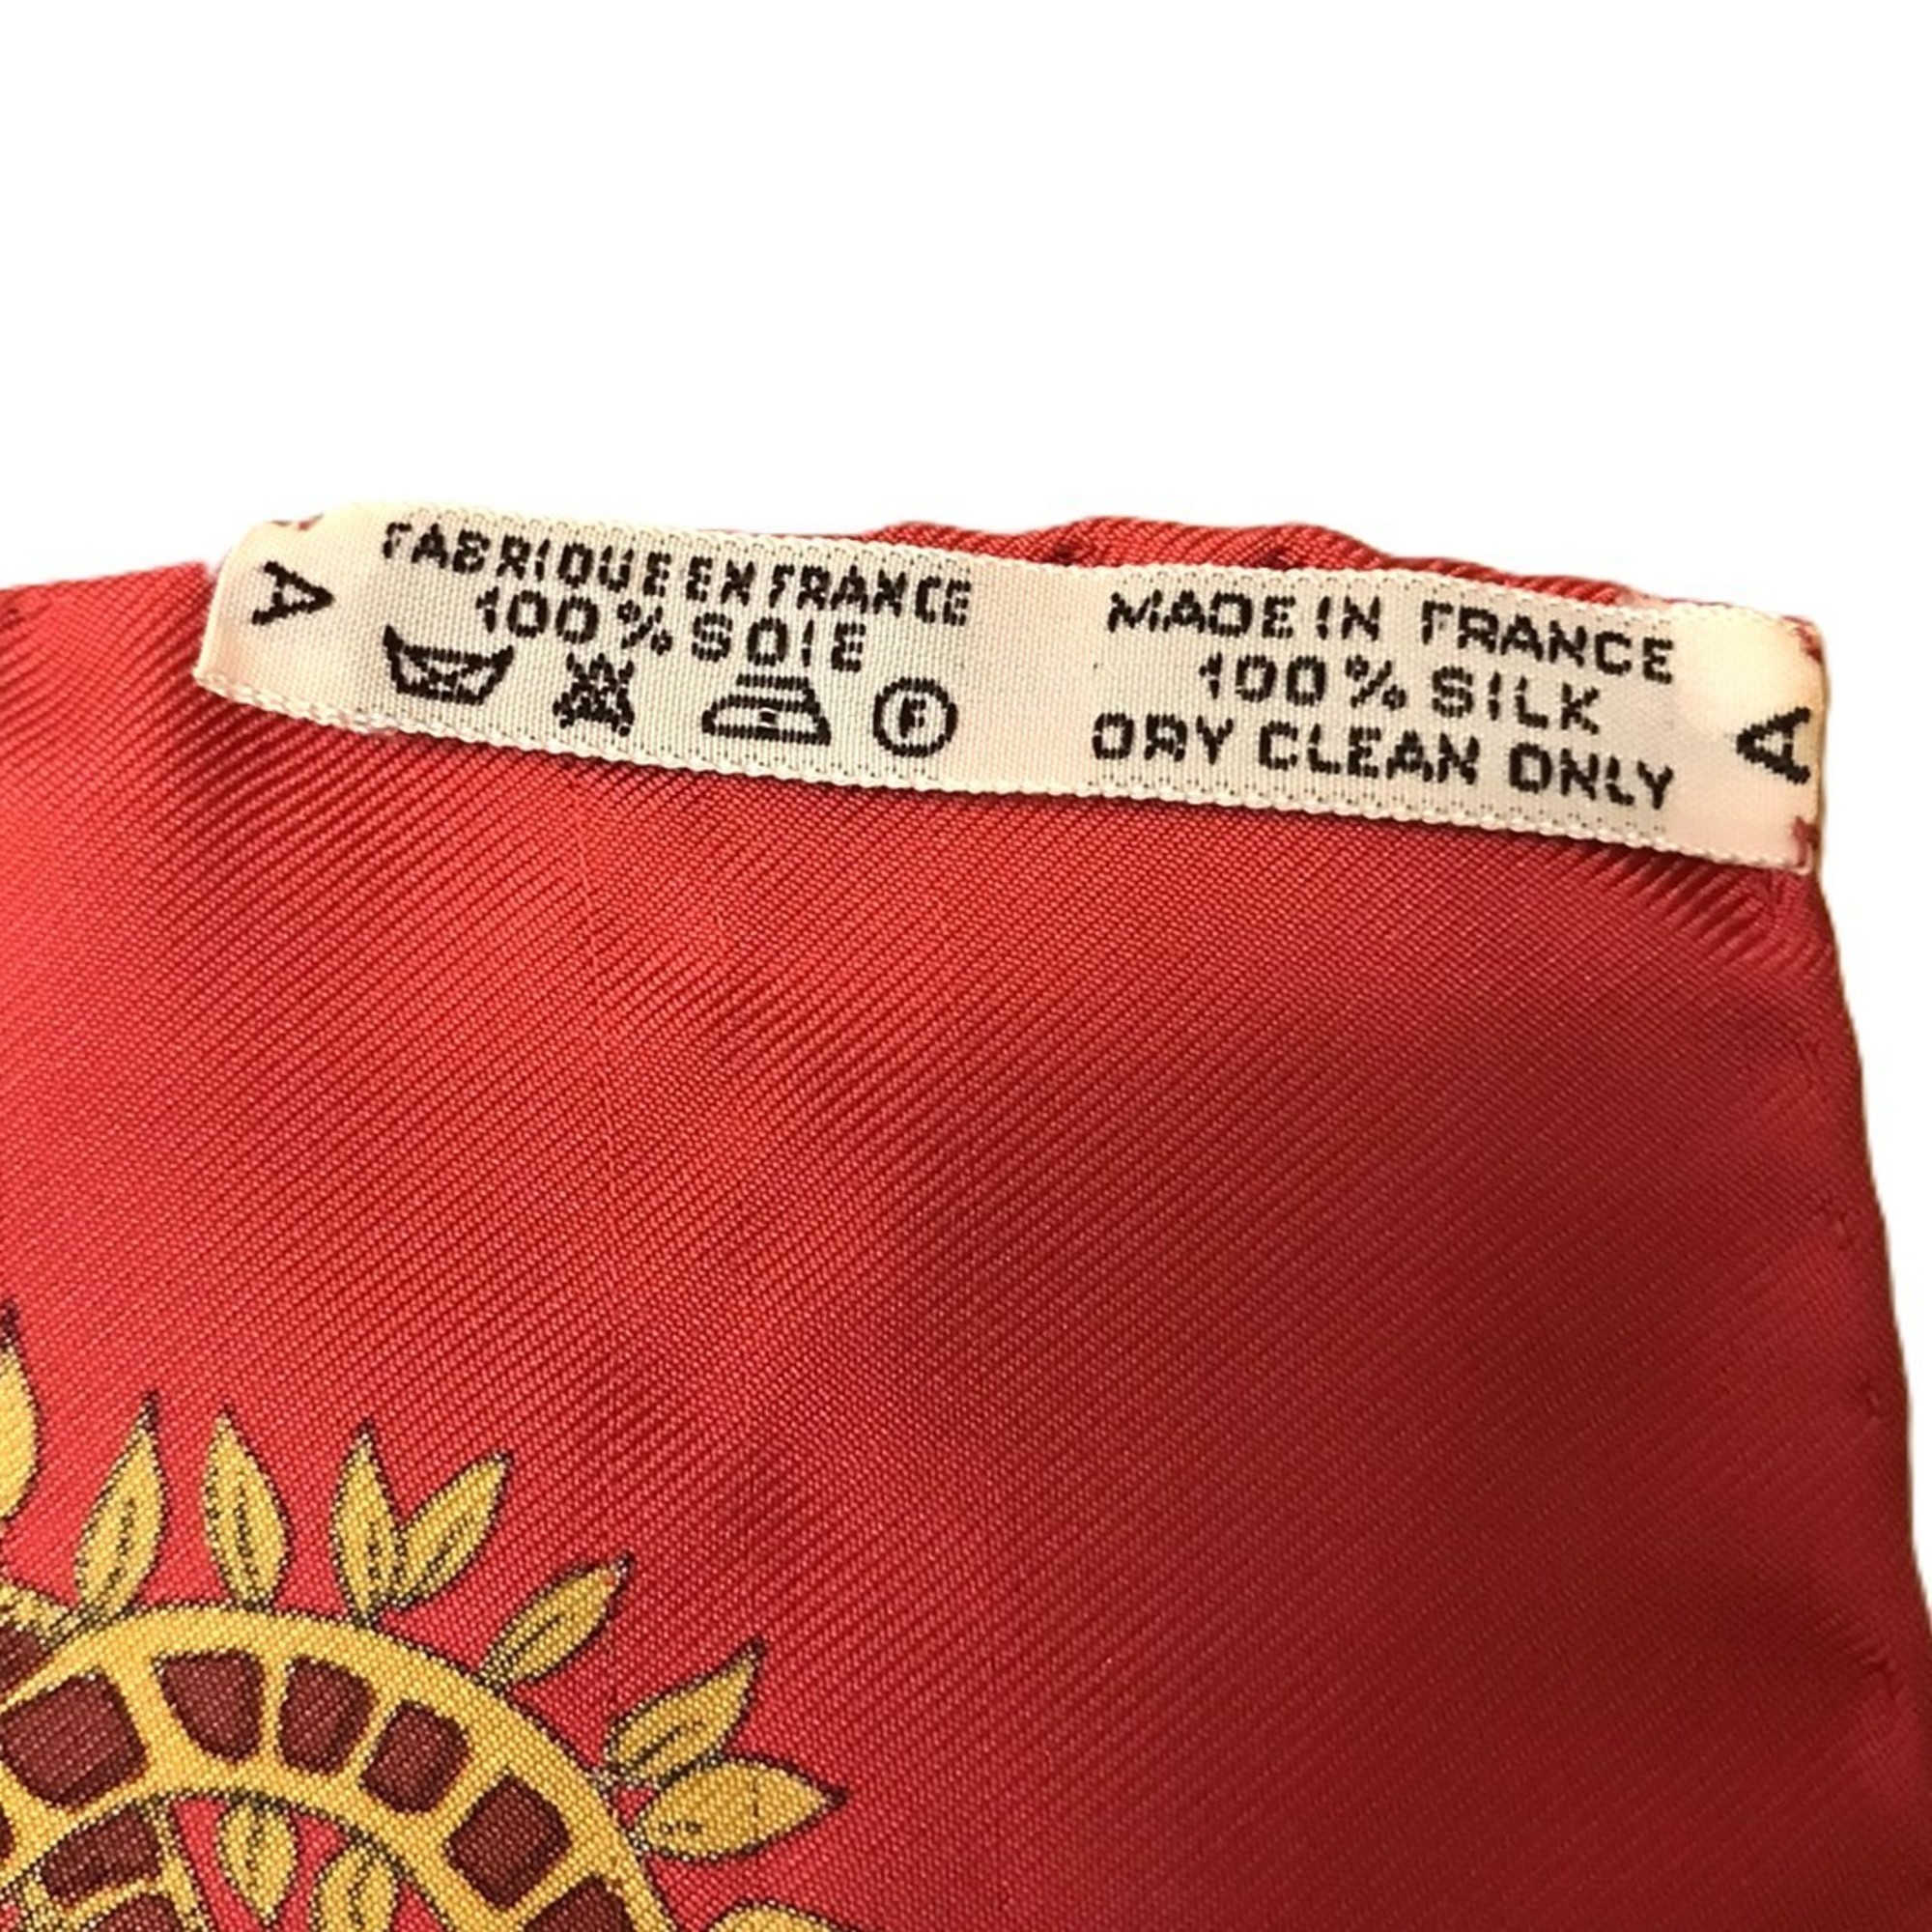 A
FABRIQUE EN FRANCE
100% SOIE
F
MADE IN FRANCE
100% SILK
DRY CLEAN ONLY
A